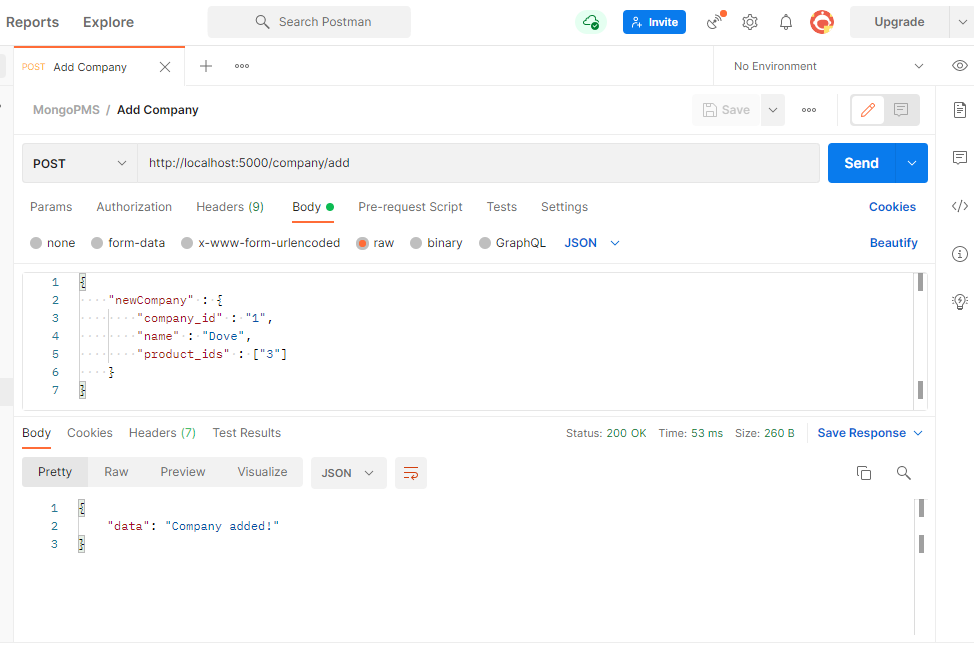 Reports Explore Search Postman Invite Upgrade
POST Add Company No Environment
MongoPMS / Add Company Save
POST http://localhost:5000/company/add Send
Params Authorization Headers (9) Body Pre-request Script Tests Settings Cookies
none form-data x-www-form-urlencoded raw binary GraphQL JSON Beautify
1 {
2 "newCompany" : {
3 "company_id" : "1",
4 "name" : "Dove",
5 "product_ids" : ["3"]
6 }
7 }
Body Cookies Headers (7) Test Results Status: 200 OK Time: 53 ms Size: 260 B Save Response
Pretty Raw Preview Visualize JSON
1 {
2 "data": "Company added!"
3 }